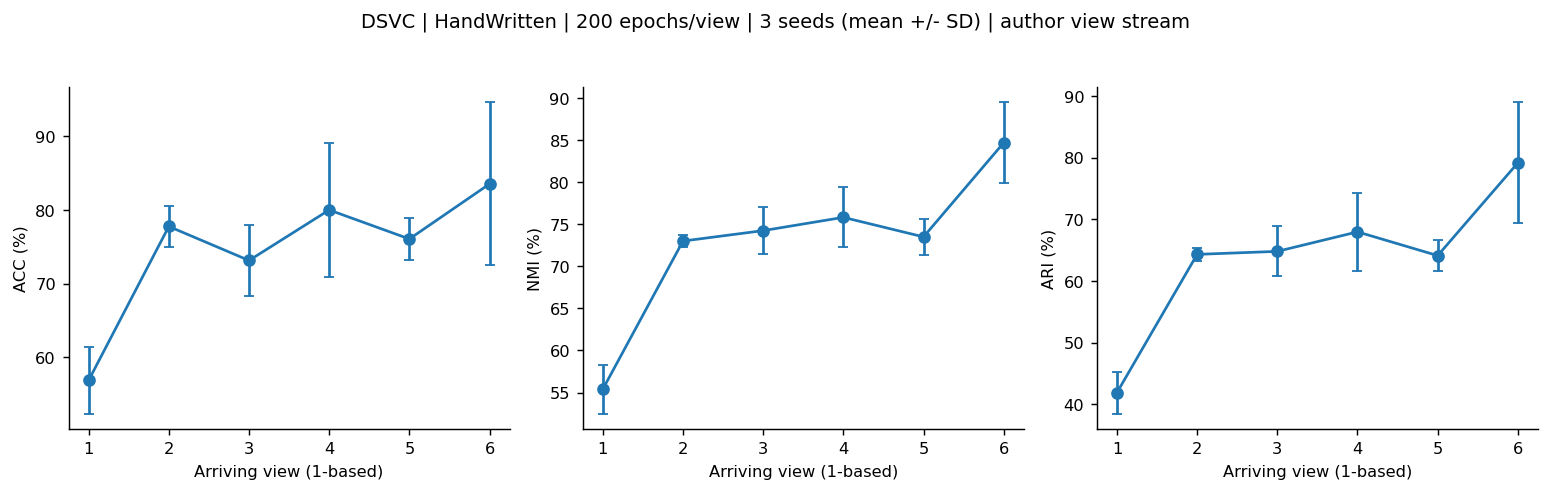 DSVC | HandWritten | 200 epochs/view | 3 seeds (mean +/- SD) | author view stream
ACC (%)
90
80
70
60
1 2 3 4 5 6
Arriving view (1-based)
NMI (%)
90
85
80
75
70
65
60
55
1 2 3 4 5 6
Arriving view (1-based)
ARI (%)
90
80
70
60
50
40
1 2 3 4 5 6
Arriving view (1-based)